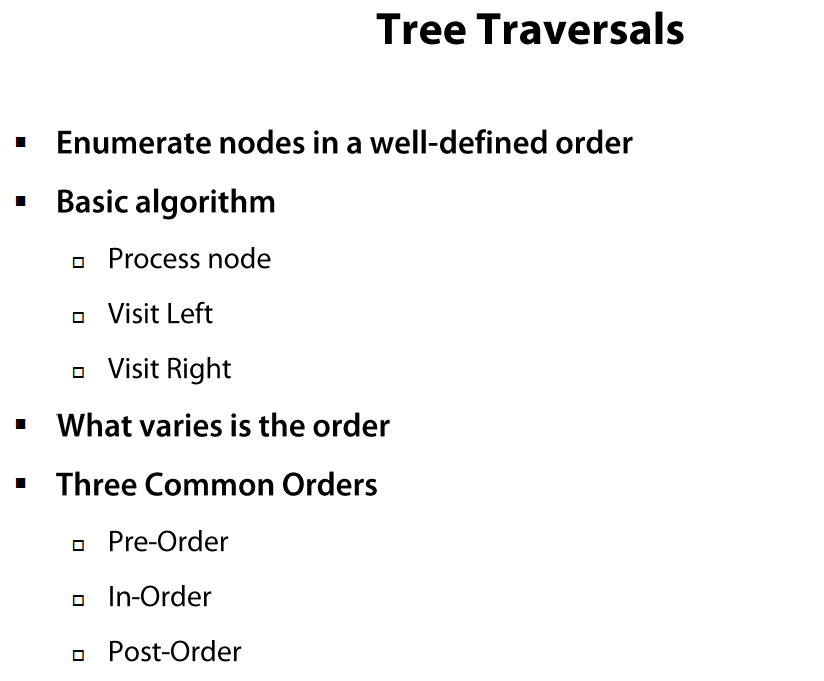 Tree Traversals
Enumerate nodes in a well-defined order
Basic algorithm
Process node
Visit Left
Visit Right
What varies is the order
Three Common Orders
Pre-Order
In-Order
Post-Order